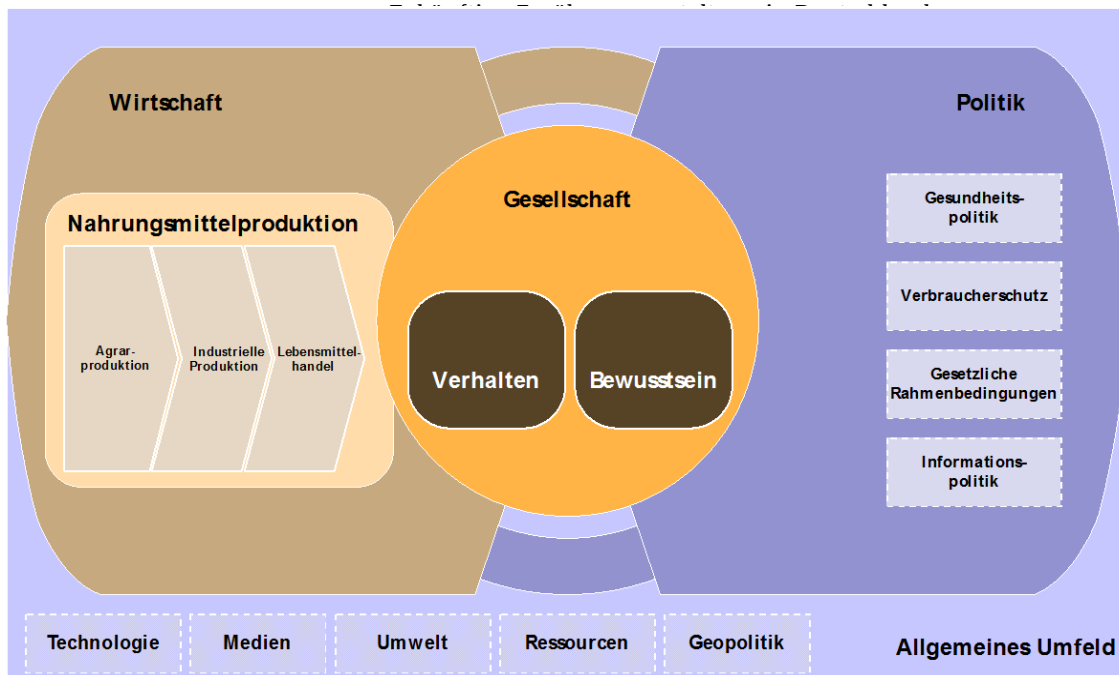 Wirtschaft
Politik
Gesellschaft
Nahrungsmittelproduktion
Agrar-
produktion
Industrielle
Produktion
Lebensmittel-
handel
Verhalten
Bewusstsein
Gesundheits-
politik
Verbraucherschutz
Gesetzliche
Rahmenbedingungen
Informations-
politik
Technologie
Medien
Umwelt
Ressourcen
Geopolitik
Allgemeines Umfeld